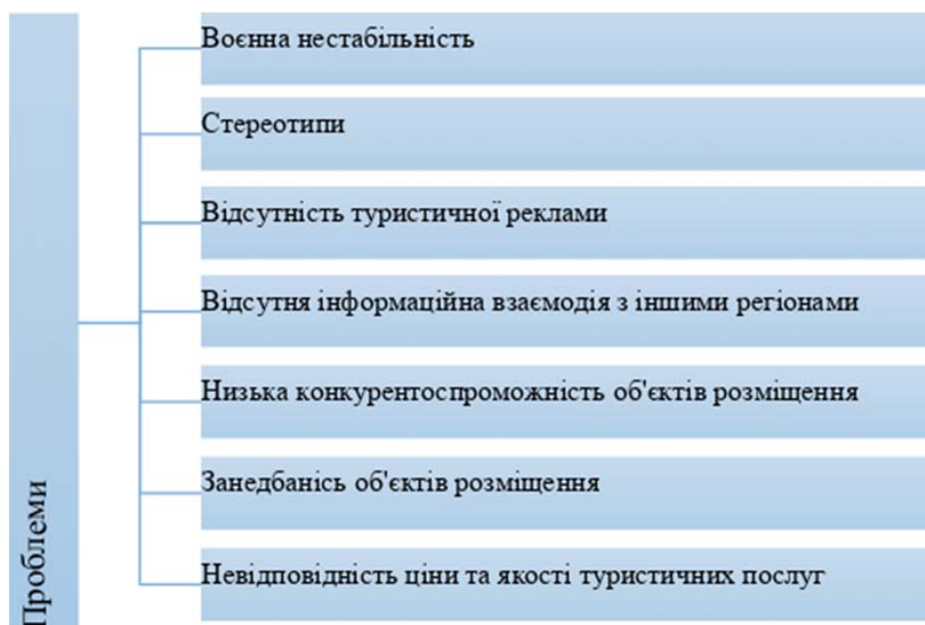 Проблеми
Воєнна нестабільність
Стереотипи
Відсутність туристичної реклами
Відсутня інформаційна взаємодія з іншими регіонами
Низька конкурентоспроможність об'єктів розміщення
Занедбанісь об'єктів розміщення
Невідповідність ціни та якості туристичних послуг